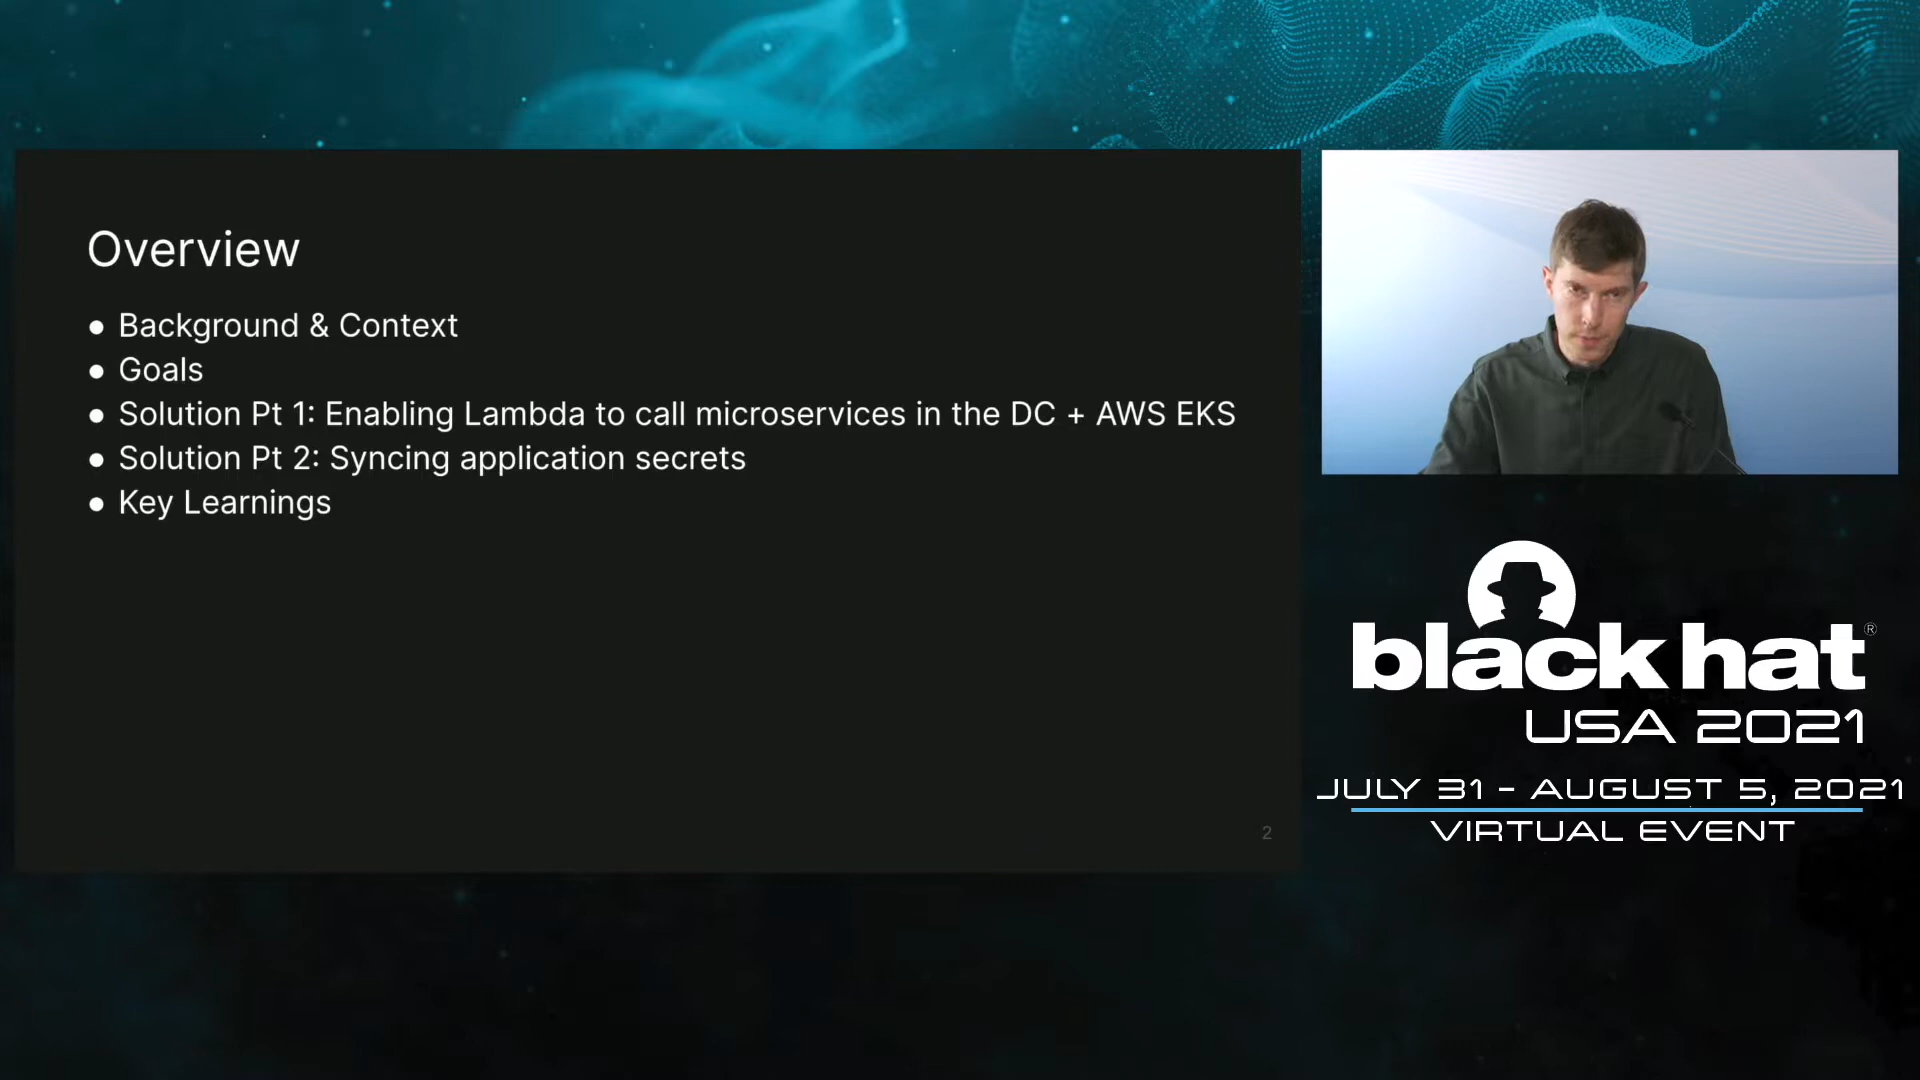 Overview
● Background & Context
● Goals
● Solution Pt 1: Enabling Lambda to call microservices in the DC + AWS EKS
● Solution Pt 2: Syncing application secrets
● Key Learnings
2
black hat®
USA 2021
JULY 31 - AUGUST 5, 2021
VIRTUAL EVENT